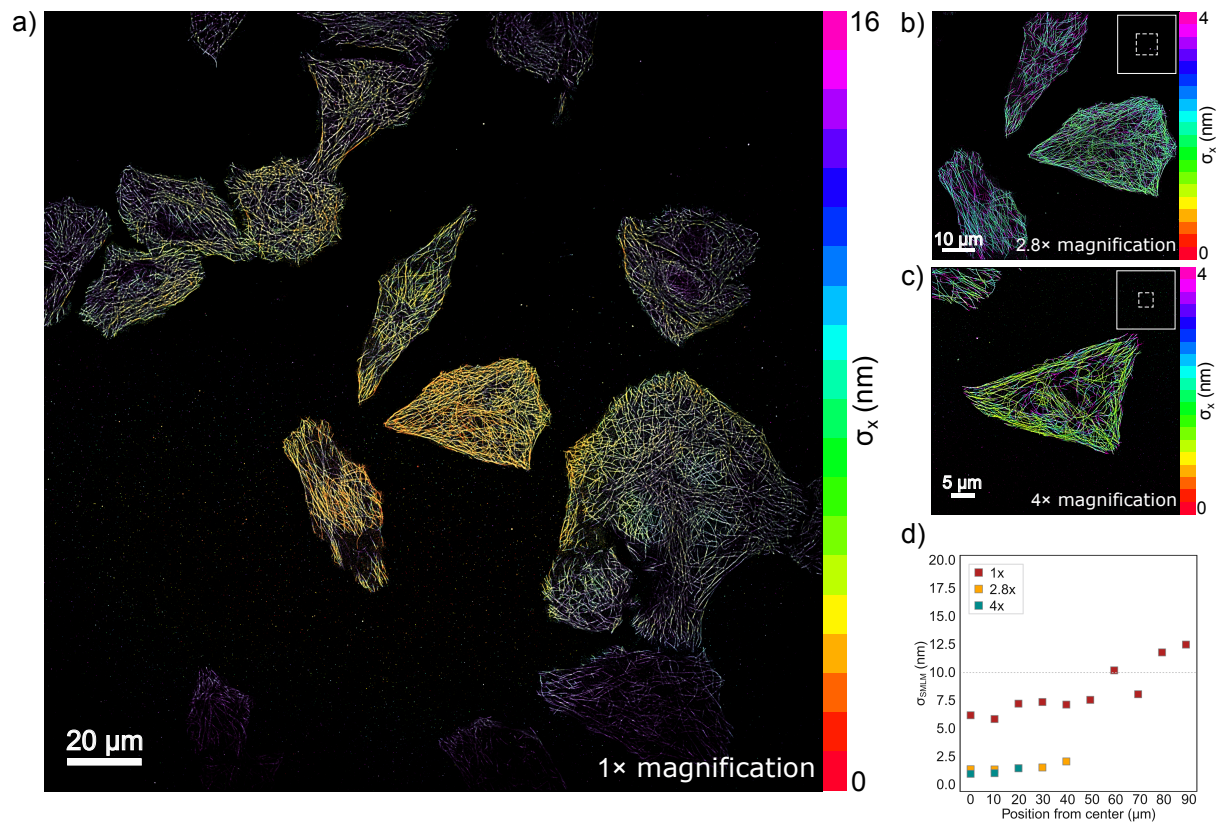 a)
16
σx (nm)
0
20 µm
1× magnification
b)
4
σx (nm)
0
10 µm
2.8× magnification
c)
4
σx (nm)
0
5 µm
4× magnification
d)
20.0
17.5
15.0
12.5
10.0
7.5
5.0
2.5
0.0
σSMLM (nm)
1x
2.8x
4x
0 10 20 30 40 50 60 70 80 90
Position from center (µm)